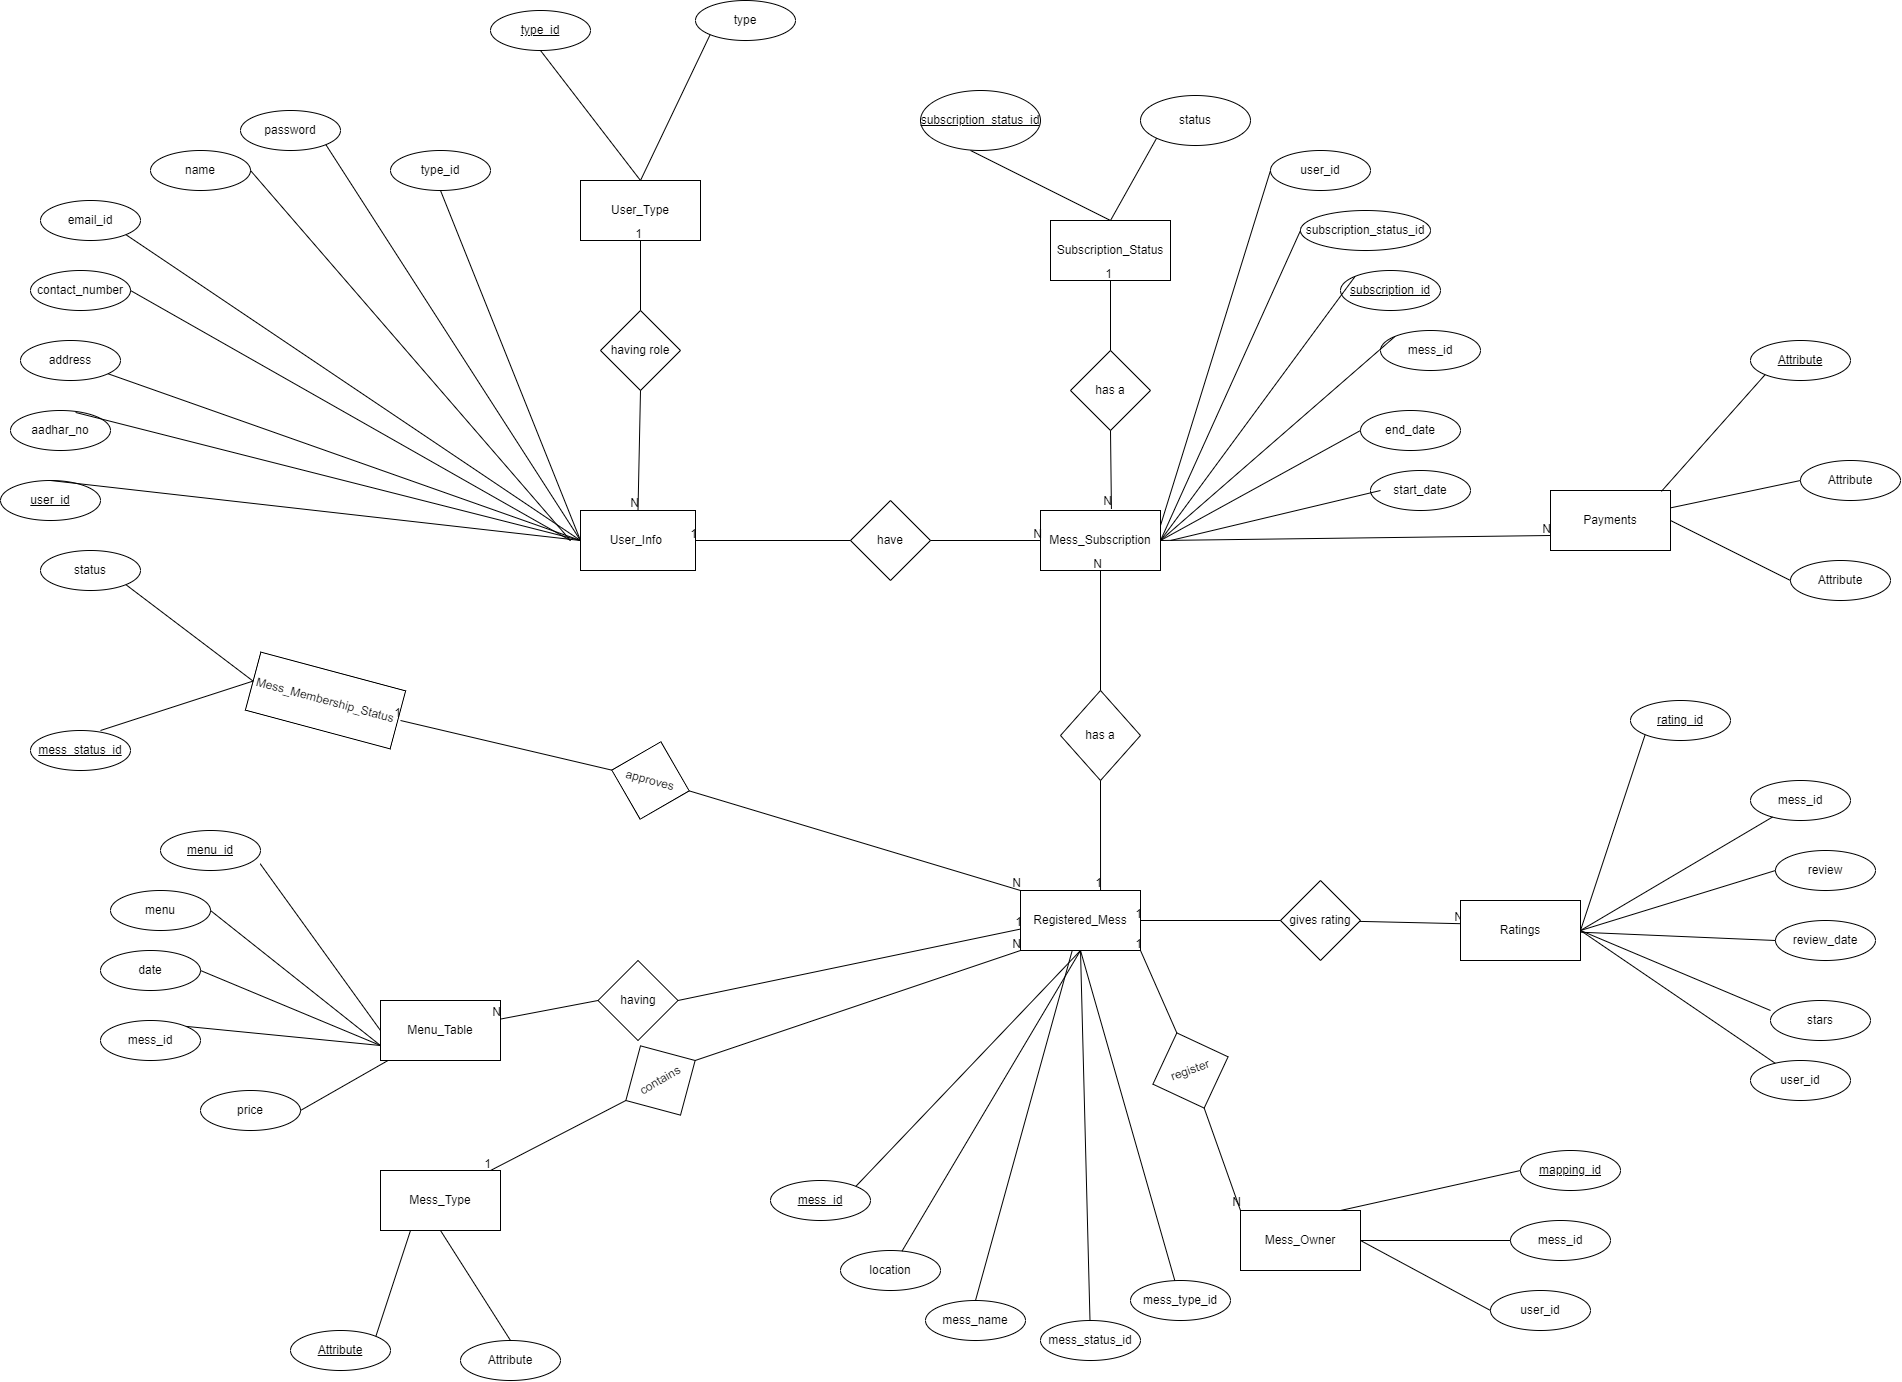 type_id
type
password
name
type_id
email_id
contact_number
address
aadhar_no
user_id
User_Type
1
having role
N
User_Info
1
have
subscription_status_id
status
Subscription_Status
1
has a
N
N
Mess_Subscription
N
user_id
subscription_status_id
subscription_id
mess_id
end_date
start_date
N
Payments
Attribute
Attribute
Attribute
status
Mess_Membership_Status
1
mess_status_id
approves
N
has a
1
Registered_Mess
1
1
N
1
1
gives rating
N
Ratings
rating_id
mess_id
review
review_date
stars
user_id
menu_id
menu
date
mess_id
price
Menu_Table
N
having
contains
1
Mess_Type
Attribute
Attribute
mess_id
location
mess_name
mess_status_id
mess_type_id
register
N
Mess_Owner
mapping_id
mess_id
user_id